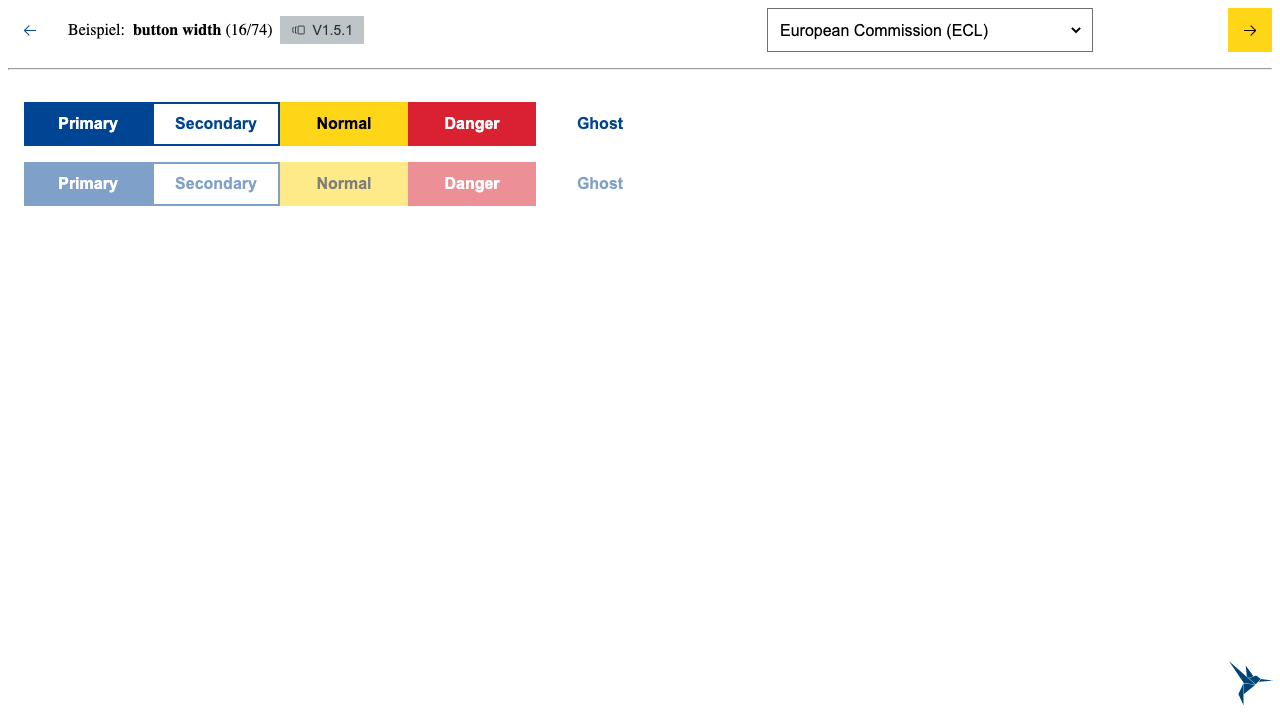 Beispiel: button width (16/74) V1.5.1 European Commission (ECL)
Primary Secondary Normal Danger Ghost
Primary Secondary Normal Danger Ghost